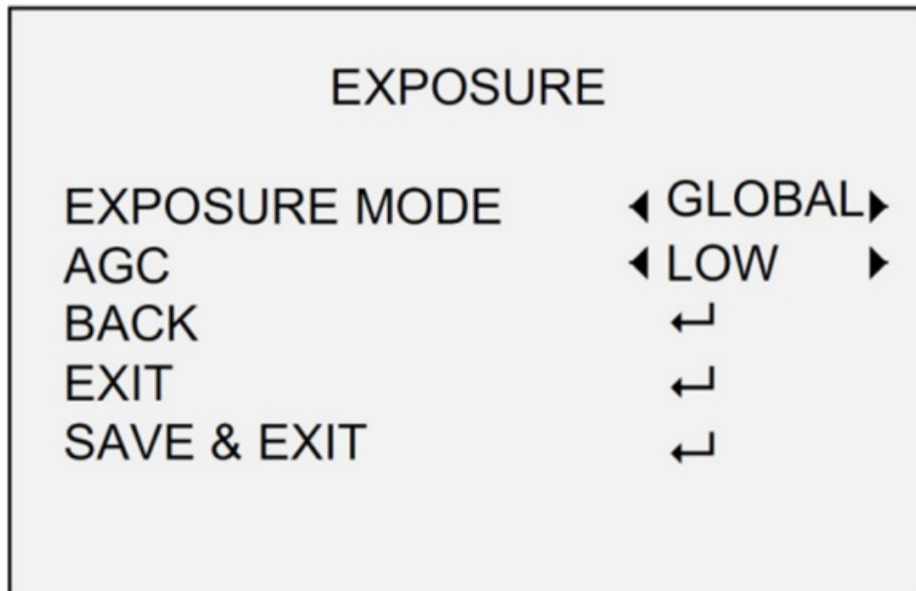 EXPOSURE
EXPOSURE MODE GLOBAL
AGC LOW
BACK
EXIT
SAVE & EXIT